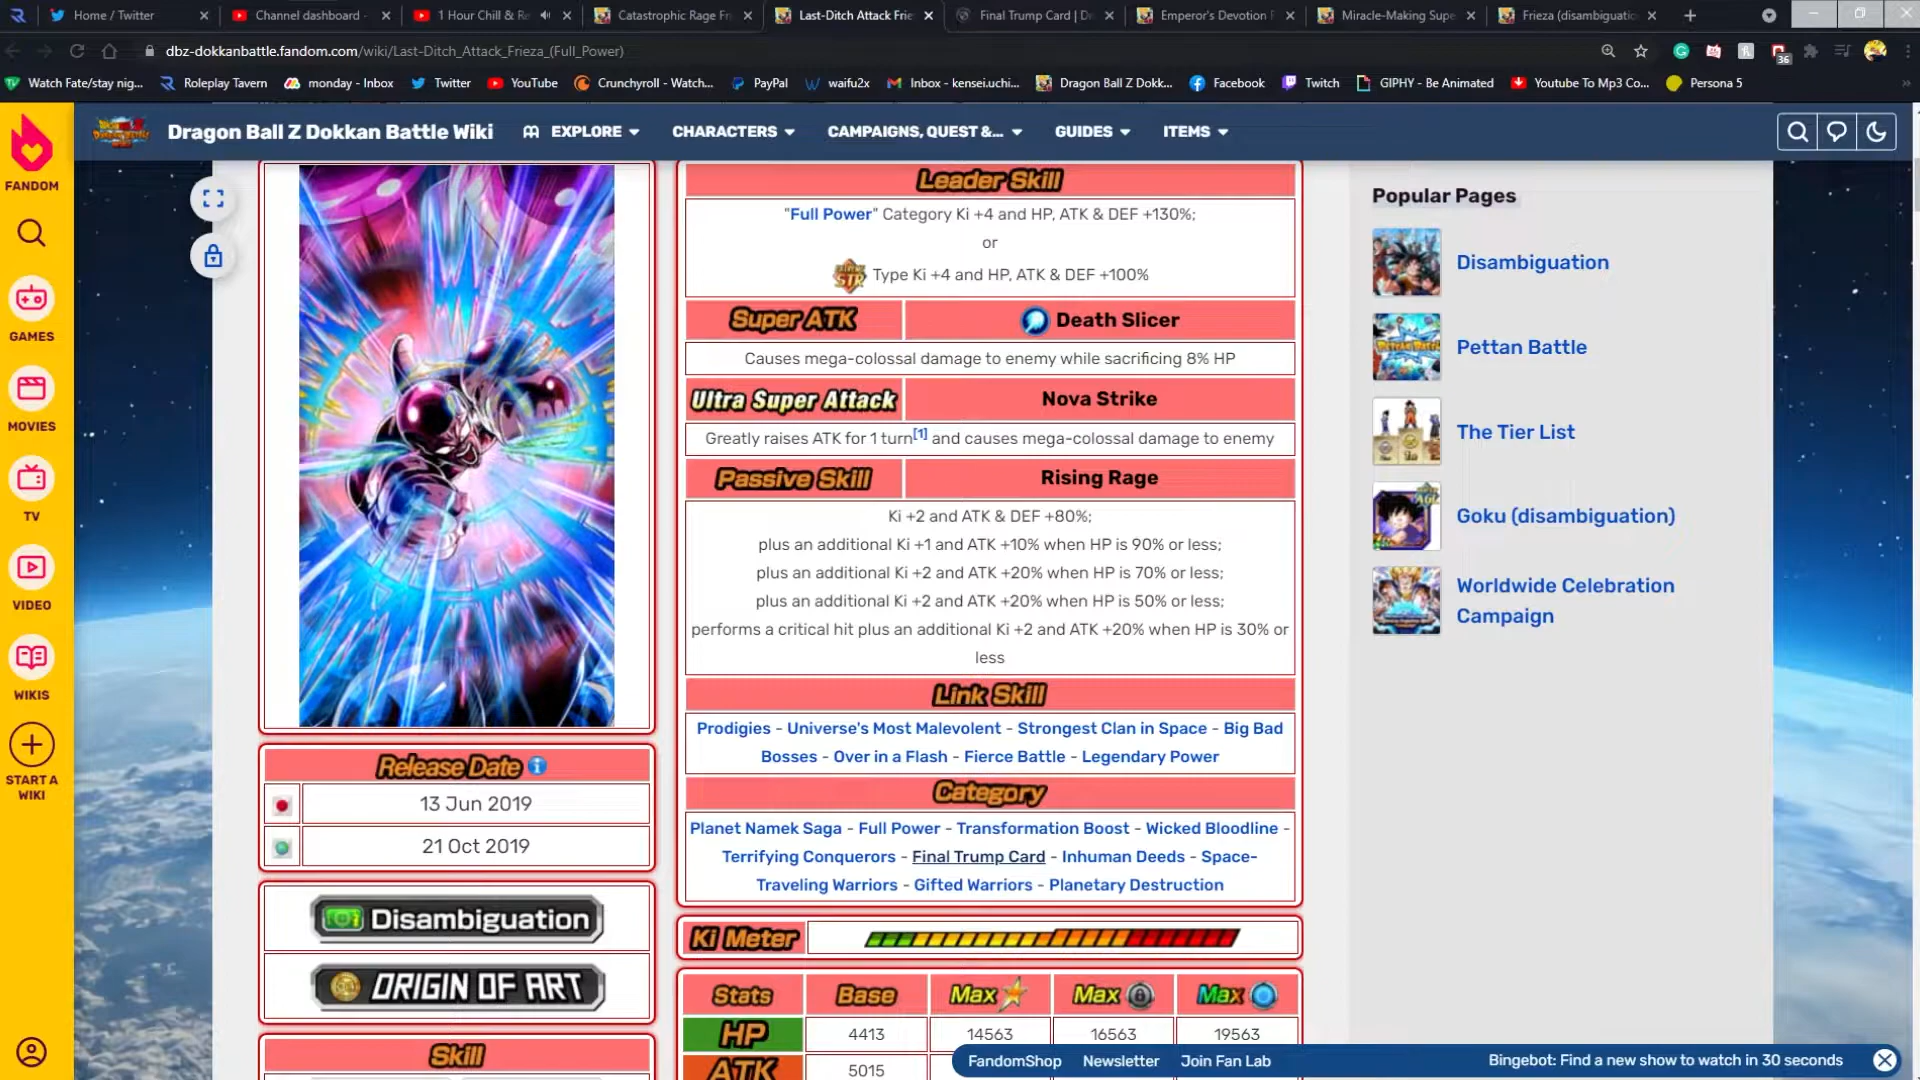 Home / Twitter
Channel dashboard -
1 Hour Chill & Re
Catastrophic Rage Fri
Last-Ditch Attack Frie
Final Trump Card | Dr
Emperor's Devotion F
Miracle-Making Supe
Frieza (disambiguatio
dbz-dokkanbattle.fandom.com/wiki/Last-Ditch_Attack_Frieza_(Full_Power)
36
Watch Fate/stay nig...
Roleplay Tavern
monday - Inbox
Twitter
YouTube
Crunchyroll - Watch...
PayPal
waifu2x
Inbox - kensei.uchi...
Dragon Ball Z Dokk...
Facebook
Twitch
GIPHY - Be Animated
Youtube To Mp3 Co...
Persona 5
Dragon Ball Z Dokkan Battle Wiki
EXPLORE
CHARACTERS
CAMPAIGNS, QUEST &...
GUIDES
ITEMS
FANDOM
GAMES
MOVIES
TV
VIDEO
WIKIS
START A
WIKI
Leader Skill
"Full Power" Category Ki +4 and HP, ATK & DEF +130%;
or
EXTREME STR Type Ki +4 and HP, ATK & DEF +100%
Super ATK
Death Slicer
Causes mega-colossal damage to enemy while sacrificing 8% HP
Ultra Super Attack
Nova Strike
Greatly raises ATK for 1 turn[1] and causes mega-colossal damage to enemy
Passive Skill
Rising Rage
Ki +2 and ATK & DEF +80%;
plus an additional Ki +1 and ATK +10% when HP is 90% or less;
plus an additional Ki +2 and ATK +20% when HP is 70% or less;
plus an additional Ki +2 and ATK +20% when HP is 50% or less;
performs a critical hit plus an additional Ki +2 and ATK +20% when HP is 30% or
less
Link Skill
Prodigies - Universe's Most Malevolent - Strongest Clan in Space - Big Bad
Bosses - Over in a Flash - Fierce Battle - Legendary Power
Category
Planet Namek Saga - Full Power - Transformation Boost - Wicked Bloodline -
Terrifying Conquerors - Final Trump Card - Inhuman Deeds - Space-
Traveling Warriors - Gifted Warriors - Planetary Destruction
Ki Meter
Stats
Base
Max
Max
Max
HP
4413
14563
16563
19563
ATK
5015
Release Date
13 Jun 2019
21 Oct 2019
Disambiguation
ORIGIN OF ART
Skill
Popular Pages
Disambiguation
Pettan Battle
The Tier List
Goku (disambiguation)
Worldwide Celebration
Campaign
FandomShop
Newsletter
Join Fan Lab
Bingebot: Find a new show to watch in 30 seconds